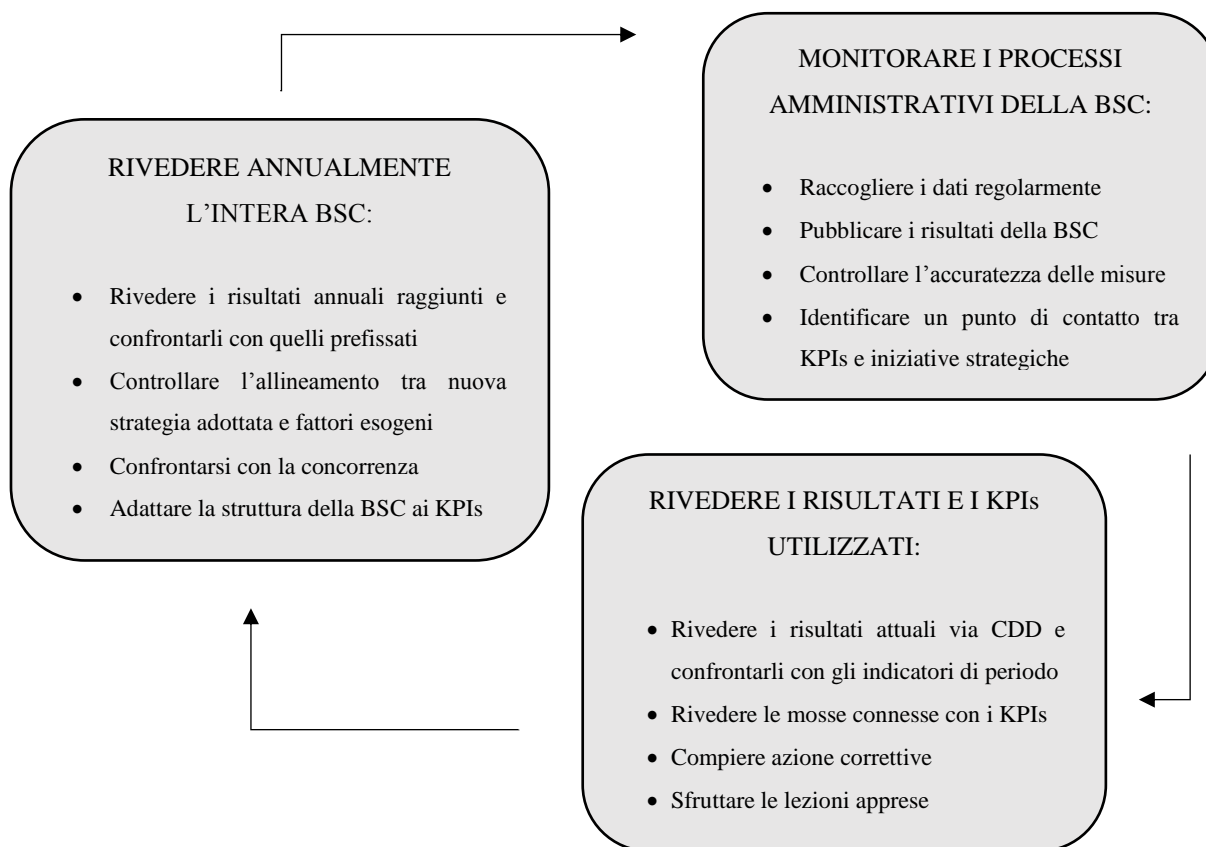 MONITORARE I PROCESSI
AMMINISTRATIVI DELLA BSC:
• Raccogliere i dati regolarmente
• Pubblicare i risultati della BSC
• Controllare l’accuratezza delle misure
• Identificare un punto di contatto tra
KPIs e iniziative strategiche
RIVEDERE ANNUALMENTE
L’INTERA BSC:
• Rivedere i risultati annuali raggiunti e
confrontarli con quelli prefissati
• Controllare l’allineamento tra nuova
strategia adottata e fattori esogeni
• Confrontarsi con la concorrenza
• Adattare la struttura della BSC ai KPIs
RIVEDERE I RISULTATI E I KPIs
UTILIZZATI:
• Rivedere i risultati attuali via CDD e
confrontarli con gli indicatori di periodo
• Rivedere le mosse connesse con i KPIs
• Compiere azione correttive
• Sfruttare le lezioni apprese